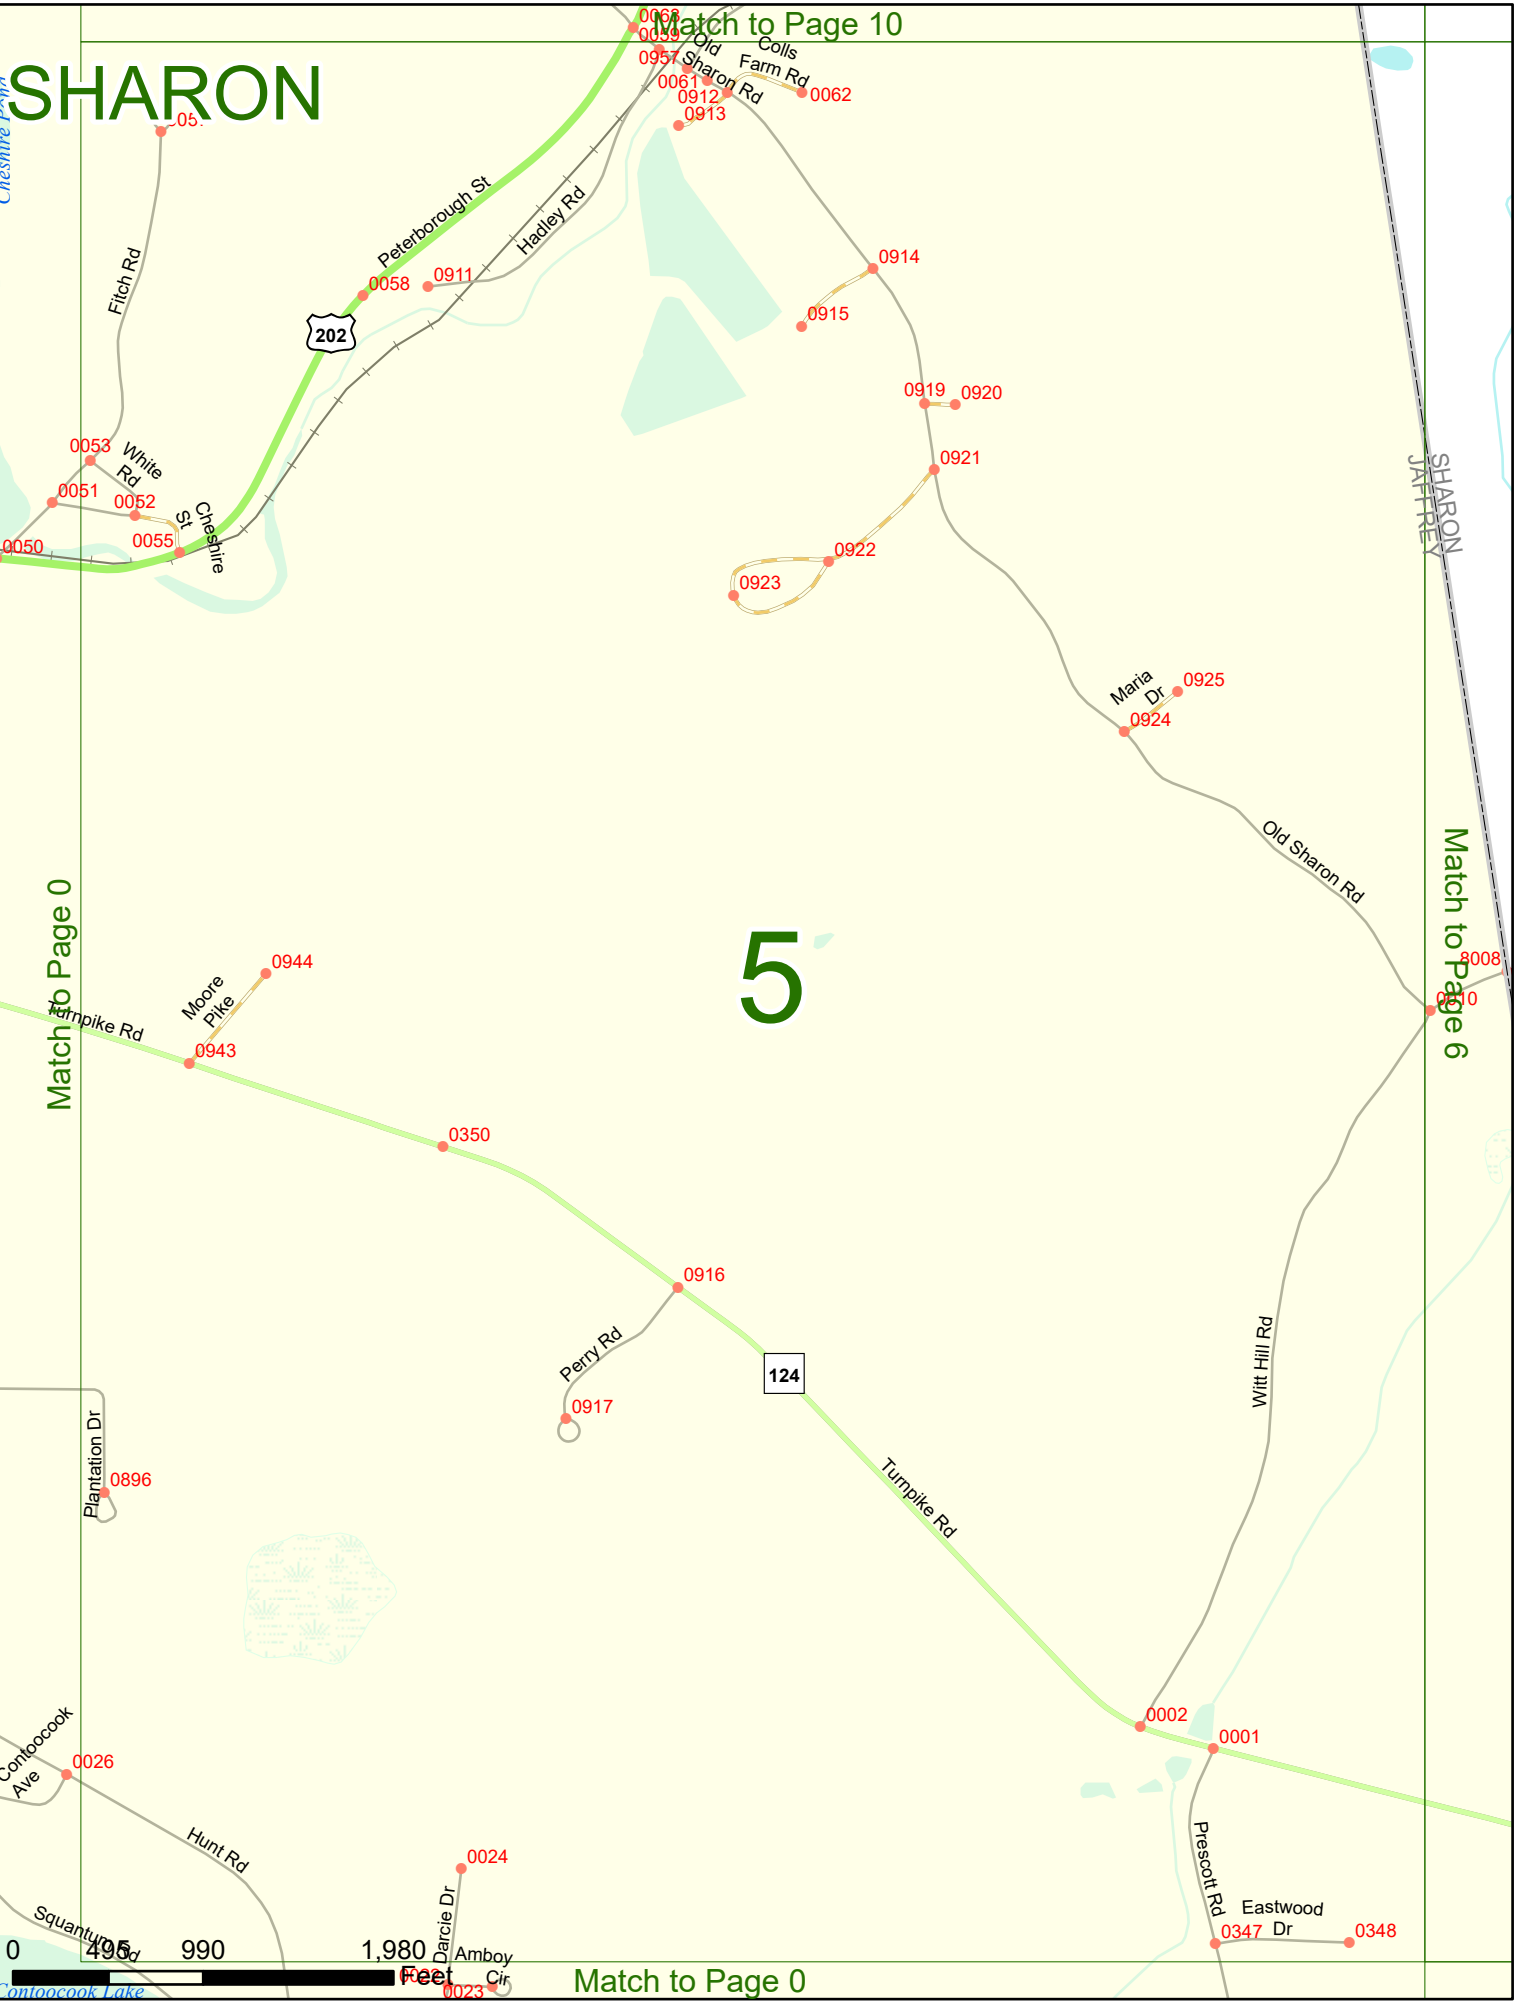 0068
Match to Page 10
0059
Old
Sharon Rd
Colls
Farm Rd
0957
0061
0062
0912
0913
SHARON
Peterborough St
Hadley Rd
Fitch Rd
0058
0911
202
0914
0915
0919
0920
0921
0053
White
Rd
0051
0052
0055
Cheshire
St
0050
0922
0923
SHARON
JAFFREY
Maria
Dr
0925
0924
Old Sharon Rd
Match to Page 0
Match to Page 6
5
8008
0010
Moore
Pike
0944
Turnpike Rd
0943
0350
0916
Perry Rd
124
0917
Witt Hill Rd
Plantation Dr
0896
Turnpike Rd
0002
0001
Contoocook
Ave
0026
Hunt Rd
0024
Darcie Dr
Prescott Rd
Eastwood
Dr
0347
0348
Squantum Rd
0 495 990 1,980
Feet
Amboy
Cir
0023
Match to Page 0
Contoocook Lake